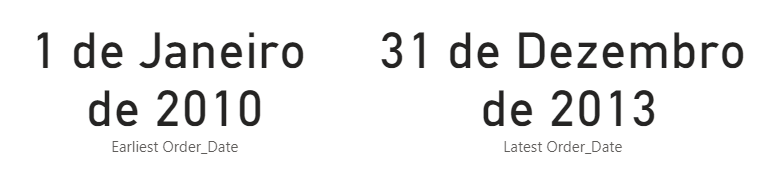 1 de Janeiro
de 2010
Earliest Order_Date
31 de Dezembro
de 2013
Latest Order_Date